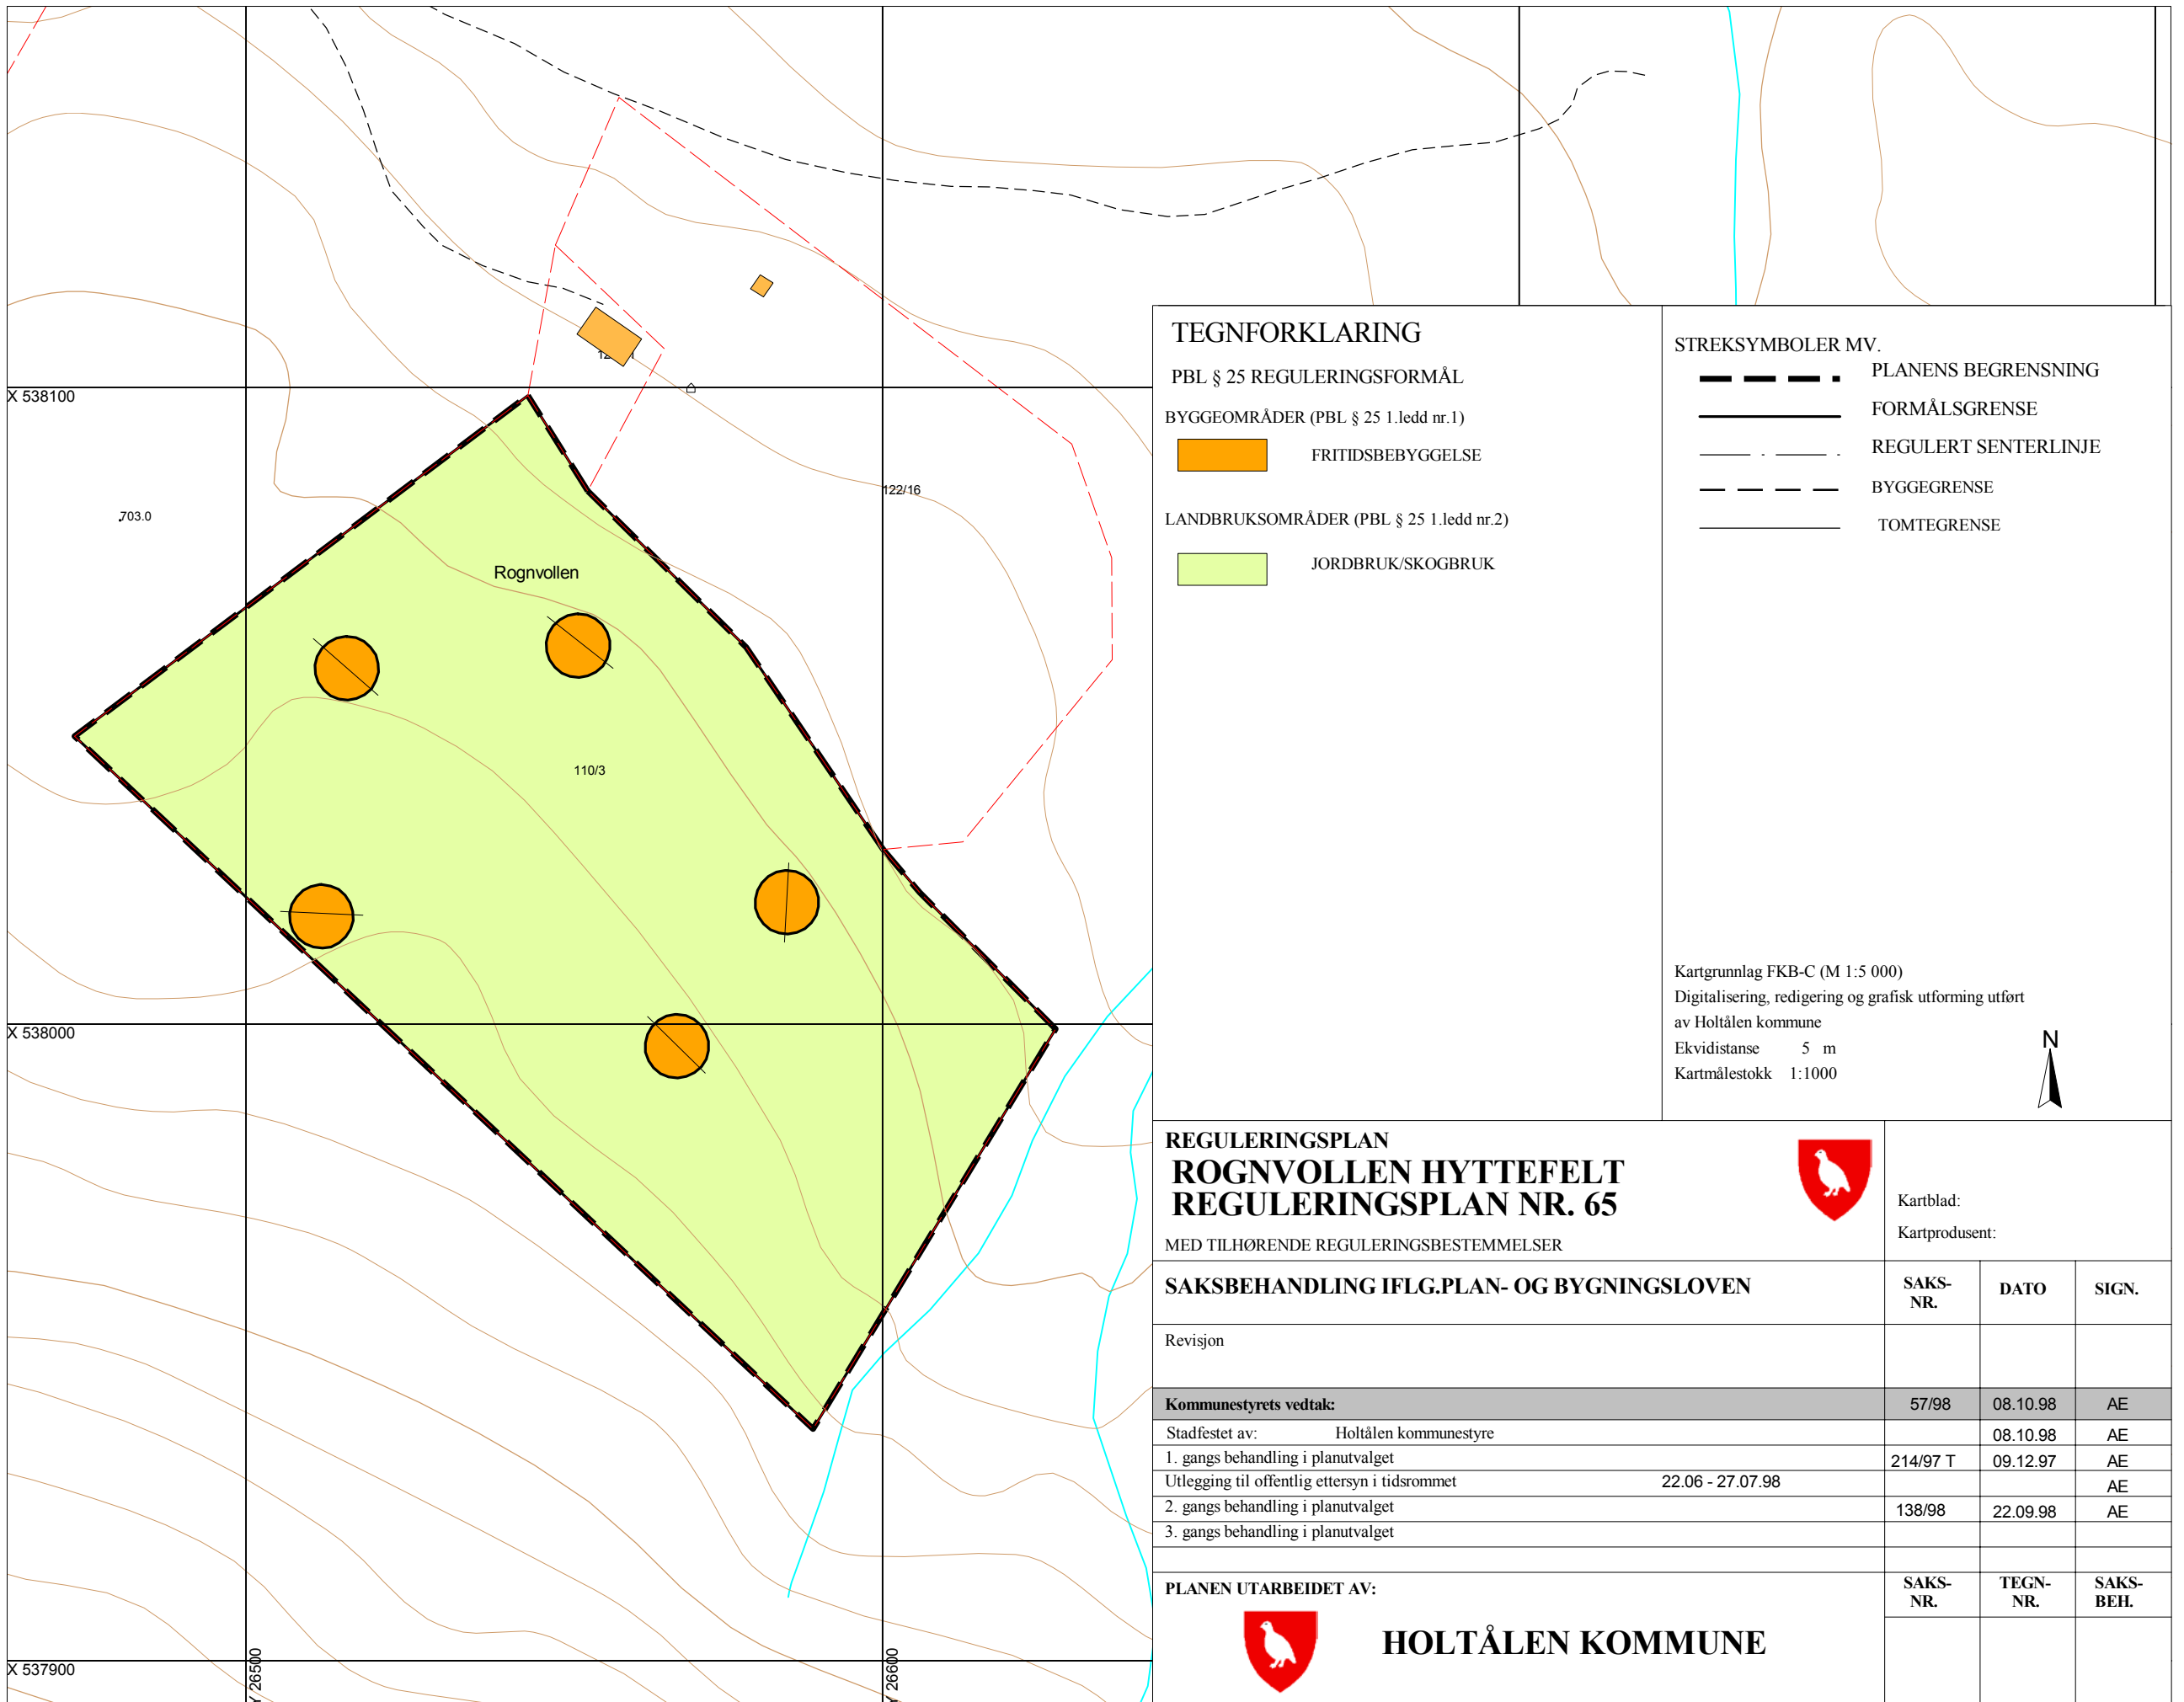 X 538100
703.0
Rognvollen
122/16
110/3
X 538000
X 537900
26500
26600
TEGNFORKLARING
PBL § 25 REGULERINGSFORMÅL
BYGGEOMRÅDER (PBL § 25 1.ledd nr.1)
FRITIDSBEBYGGELSE
LANDBRUKSOMRÅDER (PBL § 25 1.ledd nr.2)
JORDBRUK/SKOGBRUK
STREKSYMBOLER MV.
PLANENS BEGRENSNING
FORMÅLSGRENSE
REGULERT SENTERLINJE
BYGGEGRENSE
TOMTEGRENSE
Kartgrunnlag FKB-C (M 1:5 000)
Digitalisering, redigering og grafisk utforming utført
av Holtålen kommune
Ekvidistanse 5 m
Kartmålestokk 1:1000
N
REGULERINGSPLAN
ROGNVOLLEN HYTTEFELT
REGULERINGSPLAN NR. 65
MED TILHØRENDE REGULERINGSBESTEMMELSER
Kartblad:
Kartprodusent:
SAKSBEHANDLING IFLG.PLAN- OG BYGNINGSLOVEN SAKS-NR. DATO SIGN.
Revisjon
Kommunestyrets vedtak: 57/98 08.10.98 AE
Stadfestet av: Holtålen kommunestyre 08.10.98 AE
1. gangs behandling i planutvalget 214/97 T 09.12.97 AE
Utlegging til offentlig ettersyn i tidsrommet 22.06 - 27.07.98 AE
2. gangs behandling i planutvalget 138/98 22.09.98 AE
3. gangs behandling i planutvalget
PLANEN UTARBEIDET AV: SAKS-NR. TEGN-NR. SAKS-BEH.
HOLTÅLEN KOMMUNE